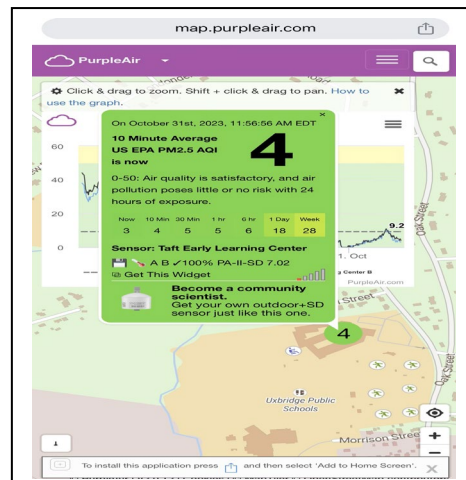 map.purpleair.com
PurpleAir
Click & drag to zoom. Shift + click & drag to pan. How to
use the graph.
On October 31st, 2023, 11:56:56 AM EDT
10 Minute Average
US EPA PM2.5 AQI
is now
4
0-50: Air quality is satisfactory, and air
pollution poses little or no risk with 24
hours of exposure.
Now 10 Min 30 Min 1 hr 6 hr 1 Day Week
3 4 5 5 6 18 28
Sensor: Taft Early Learning Center
A B ✓100% PA-II-SD 7.02
Get This Widget
Become a community
scientist.
Get your own outdoor+SD
sensor just like this one.
60
40
20
0
9.2
1. Oct
Center B
PurpleAir.com
Street
4
Oak Street
Oak Street
Uxbridge Public
Schools
Morrison Street
+
−
To install this application press and then select 'Add to Home Screen'.